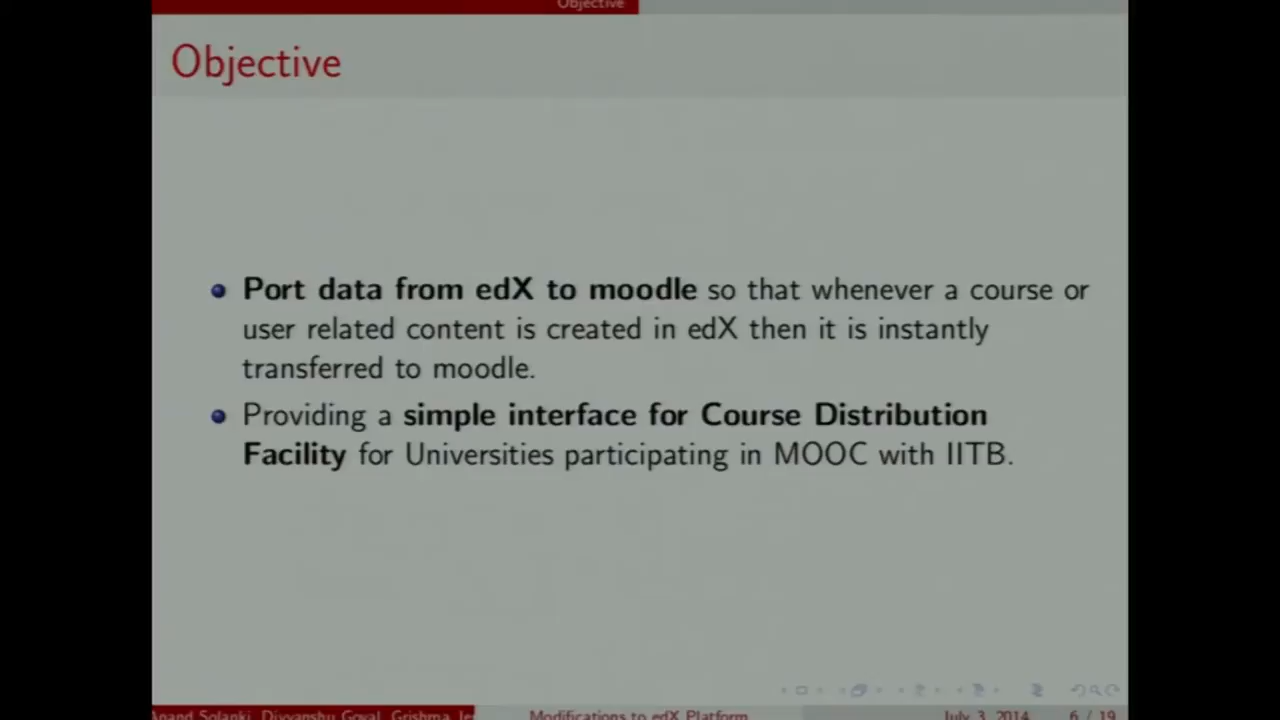 Objective
Objective
Port data from edX to moodle so that whenever a course or
user related content is created in edX then it is instantly
transferred to moodle.
Providing a simple interface for Course Distribution
Facility for Universities participating in MOOC with IITB.
Anand Solanki, Divyanshu Goyal, Grishma
Modifications to edX Platform
July 3, 2014
6 / 19